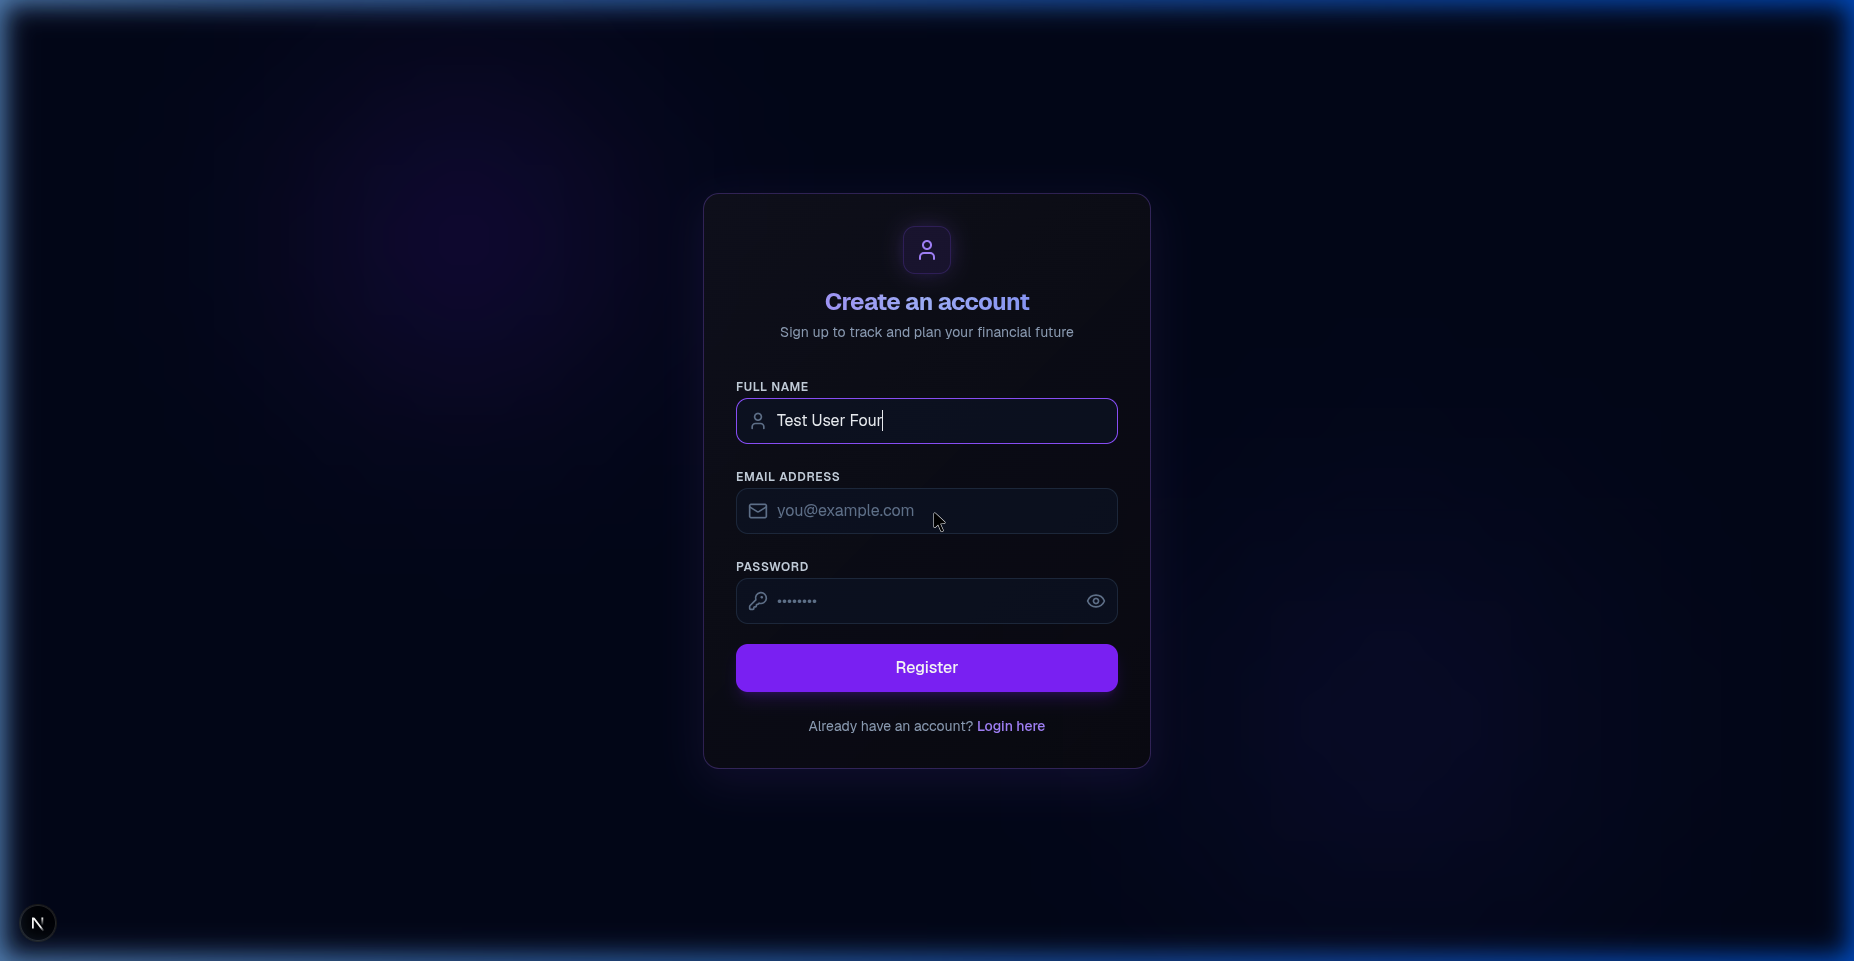 Create an account
Sign up to track and plan your financial future
FULL NAME
Test User Four
EMAIL ADDRESS
you@example.com
PASSWORD
••••••••
Register
Already have an account? Login here
N